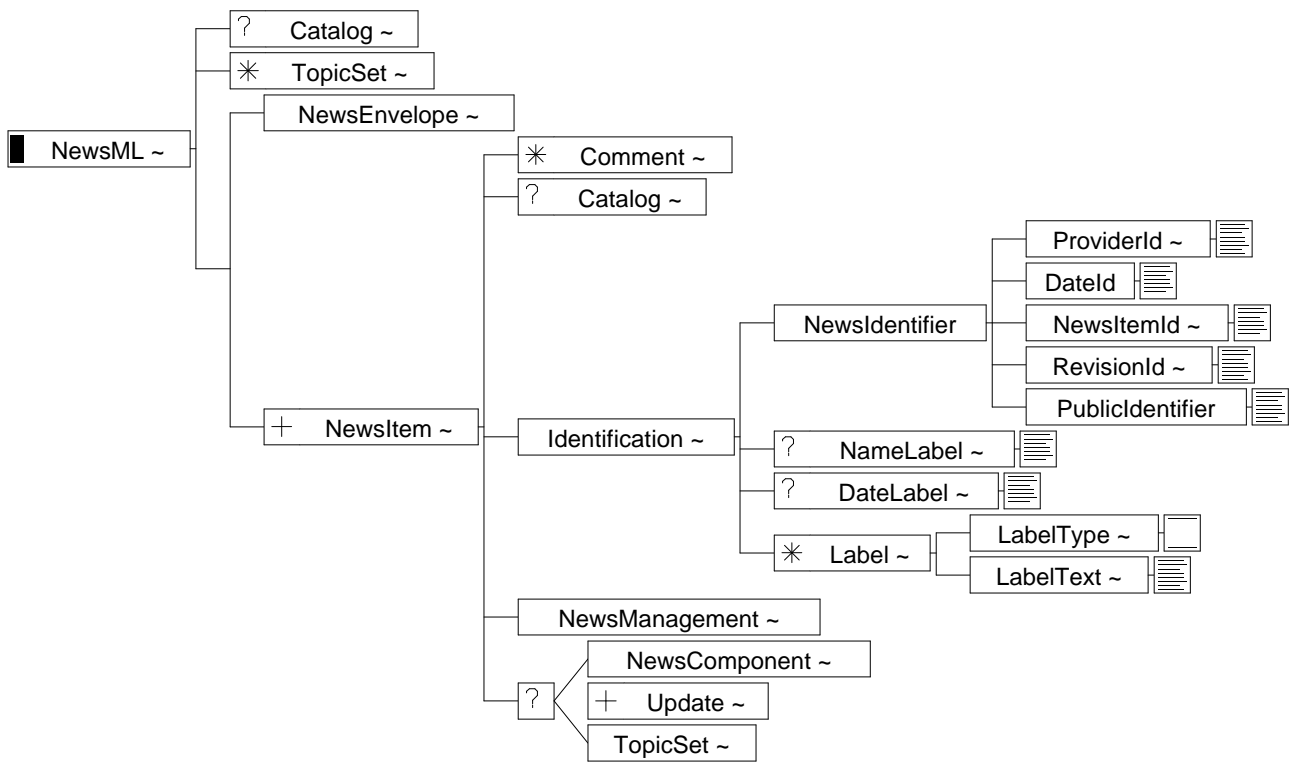 ? Catalog ~
* TopicSet ~
NewsEnvelope ~
NewsML ~
* Comment ~
? Catalog ~
ProviderId ~
DateId
NewsIdentifier
NewsItemId ~
RevisionId ~
PublicIdentifier
+ NewsItem ~
Identification ~
? NameLabel ~
? DateLabel ~
* Label ~
LabelType ~
LabelText ~
NewsManagement ~
NewsComponent ~
?
+ Update ~
TopicSet ~